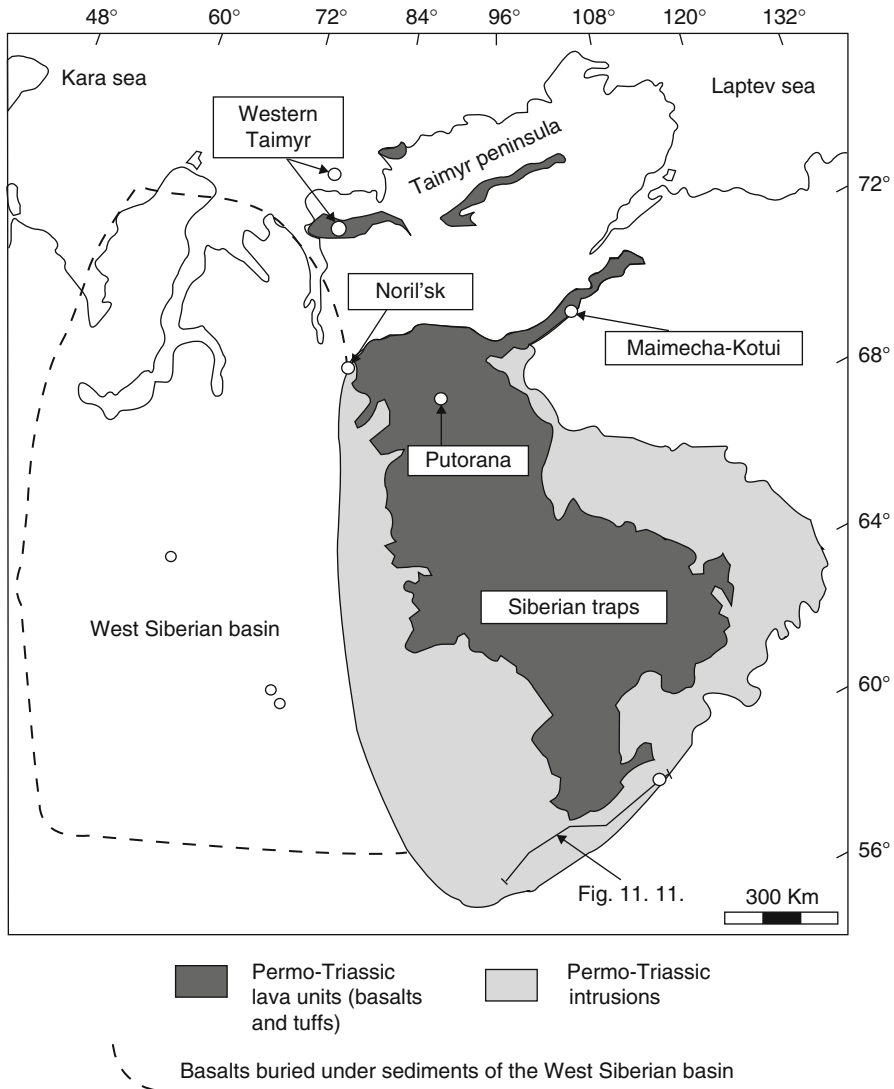 48° 60° 72° 84° 96° 108° 120° 132°
Kara sea
Laptev sea
Western
Taimyr
Taimyr peninsula
72°
Noril'sk
Maimecha-Kotui
68°
Putorana
64°
Siberian traps
West Siberian basin
60°
56°
Fig. 11. 11.
300 Km
Permo-Triassic
lava units (basalts
and tuffs)
Permo-Triassic
intrusions
Basalts buried under sediments of the West Siberian basin